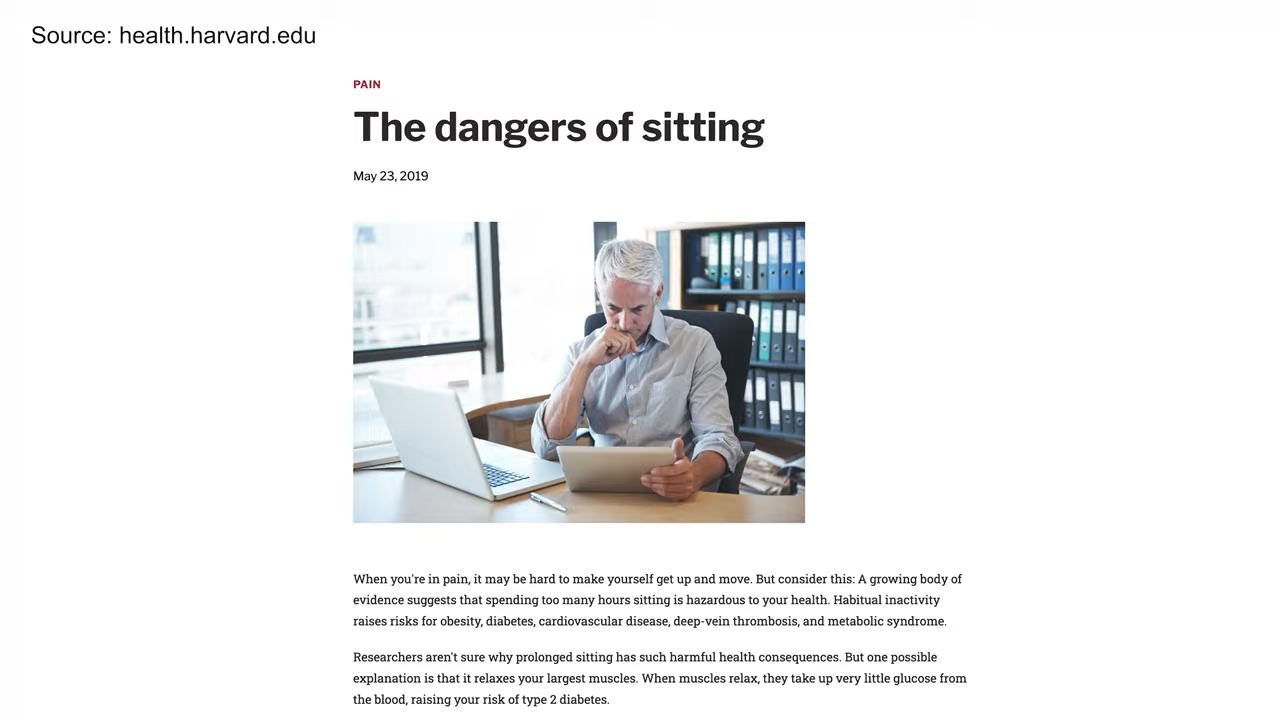 Source: health.harvard.edu
PAIN
The dangers of sitting
May 23, 2019
When you're in pain, it may be hard to make yourself get up and move. But consider this: A growing body of
evidence suggests that spending too many hours sitting is hazardous to your health. Habitual inactivity
raises risks for obesity, diabetes, cardiovascular disease, deep-vein thrombosis, and metabolic syndrome.
Researchers aren't sure why prolonged sitting has such harmful health consequences. But one possible
explanation is that it relaxes your largest muscles. When muscles relax, they take up very little glucose from
the blood, raising your risk of type 2 diabetes.